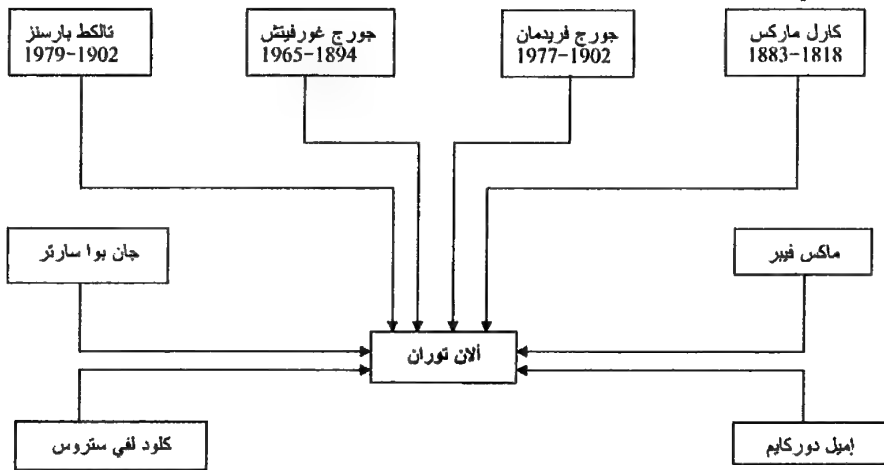 كارل ماركس
1883-1818
جورج فريدمان
1977-1902
جورج غورفيتش
1965-1894
تالكط بارسنز
1979-1902
ماكس فيبر
جان بوا سارتر
ألان توران
إميل دوركايم
كلود لفي ستروس